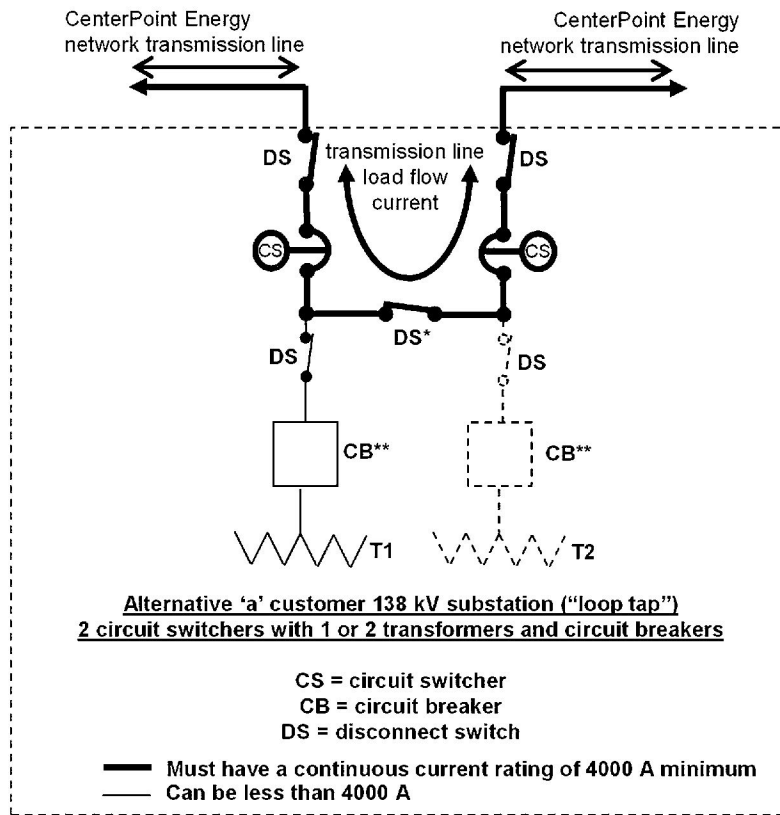 CenterPoint Energy
network transmission line
CenterPoint Energy
network transmission line
DS
transmission line
load flow
current
DS
CS
CS
DS*
DS
DS
CB**
CB**
T1
T2
Alternative ‘a’ customer 138 kV substation (“loop tap”)
2 circuit switchers with 1 or 2 transformers and circuit breakers
CS = circuit switcher
CB = circuit breaker
DS = disconnect switch
Must have a continuous current rating of 4000 A minimum
Can be less than 4000 A